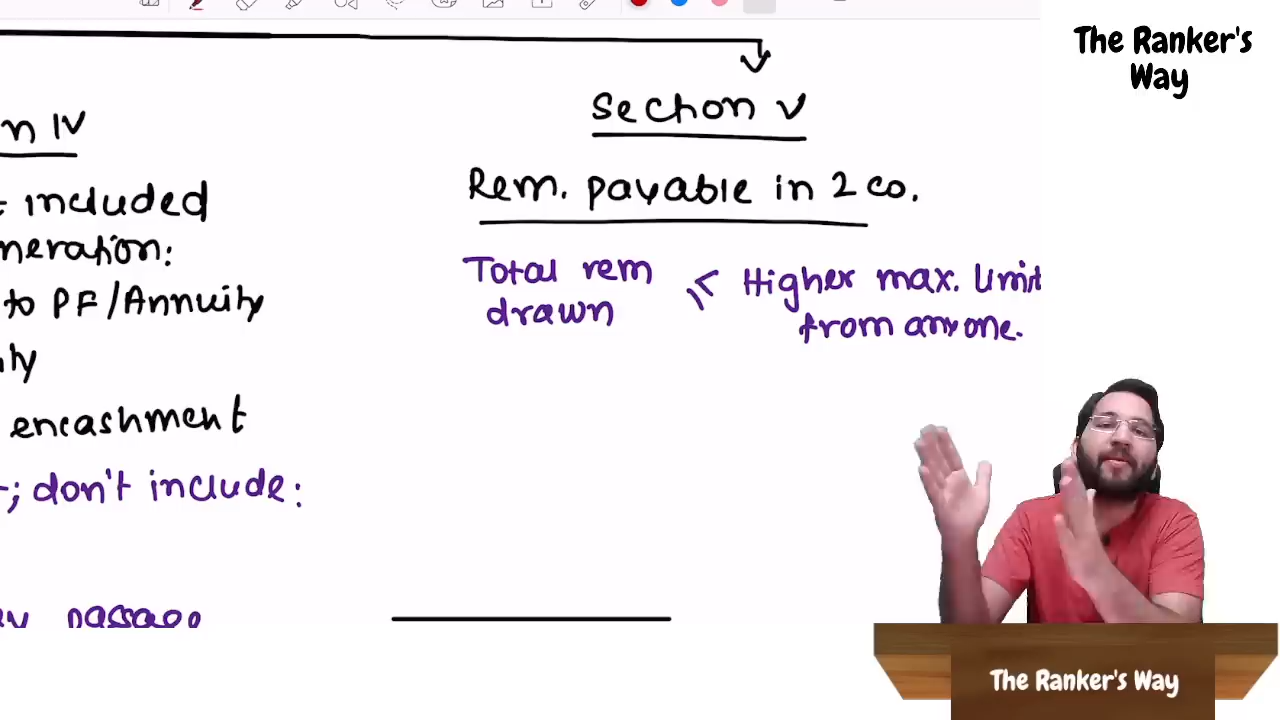 The Ranker's
Way
n IV
included
neration:
to PF/Annuity
encashment
; don't include:
Section V
Rem. payable in 2 co.
Total rem
drawn
≤ Higher max. limit
from anyone.
The Ranker's Way